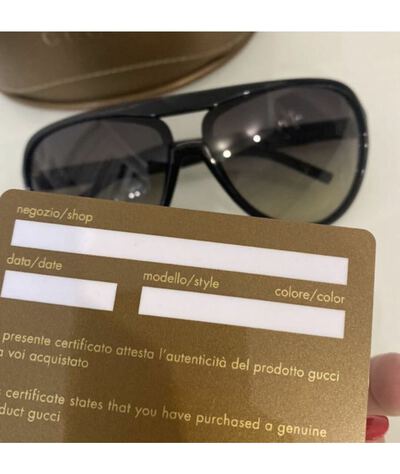 negozio/shop
data/date
modello/style colore/color
presente certificato attesta l'autenticità del prodotto gucci
voi acquistato
certificate states that you have purchased a genuine
gucci